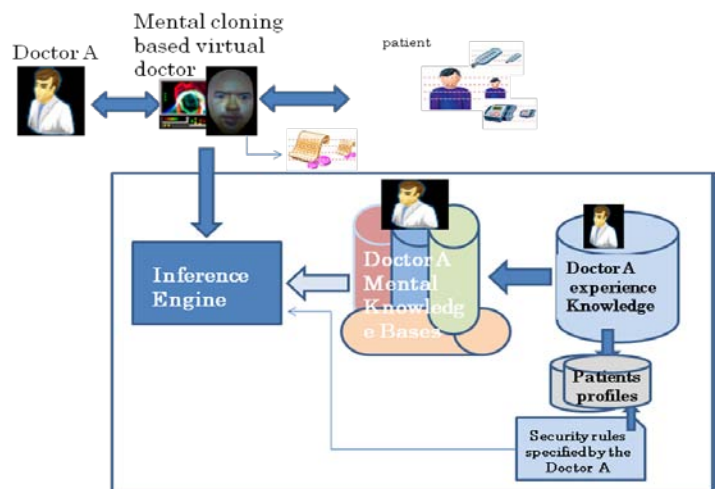 Doctor A
Mental cloning
based virtual
doctor
patient
Inference
Engine
Doctor A
Mental
Knowledg
e Bases
Doctor A
experience
Knowledge
Patients
profiles
Security rules
specified by the
Doctor A